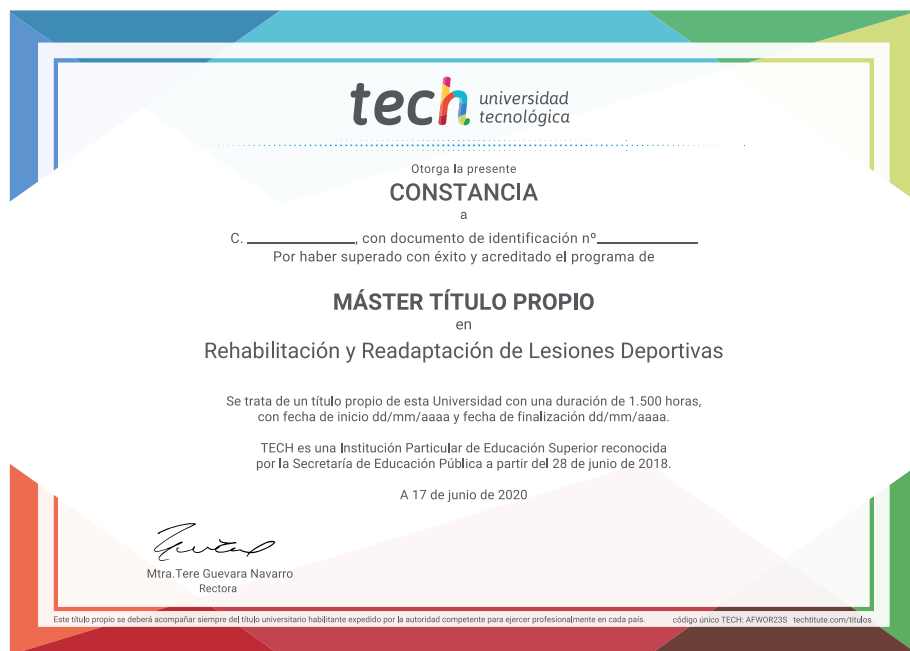 tech universidad
tecnológica
Otorga la presente
CONSTANCIA
a
C. ____________, con documento de identificación nº____________
Por haber superado con éxito y acreditado el programa de
MÁSTER TÍTULO PROPIO
en
Rehabilitación y Readaptación de Lesiones Deportivas
Se trata de un título propio de esta Universidad con una duración de 1.500 horas,
con fecha de inicio dd/mm/aaaa y fecha de finalización dd/mm/aaaa.
TECH es una Institución Particular de Educación Superior reconocida
por la Secretaría de Educación Pública a partir del 28 de junio de 2018.
A 17 de junio de 2020
Mtra.Tere Guevara Navarro
Rectora
Este título propio se deberá acompañar siempre del título universitario habilitante expedido por la autoridad competente para ejercer profesionalmente en cada país. código único TECH: AFWOR23S techtitute.com/titulos